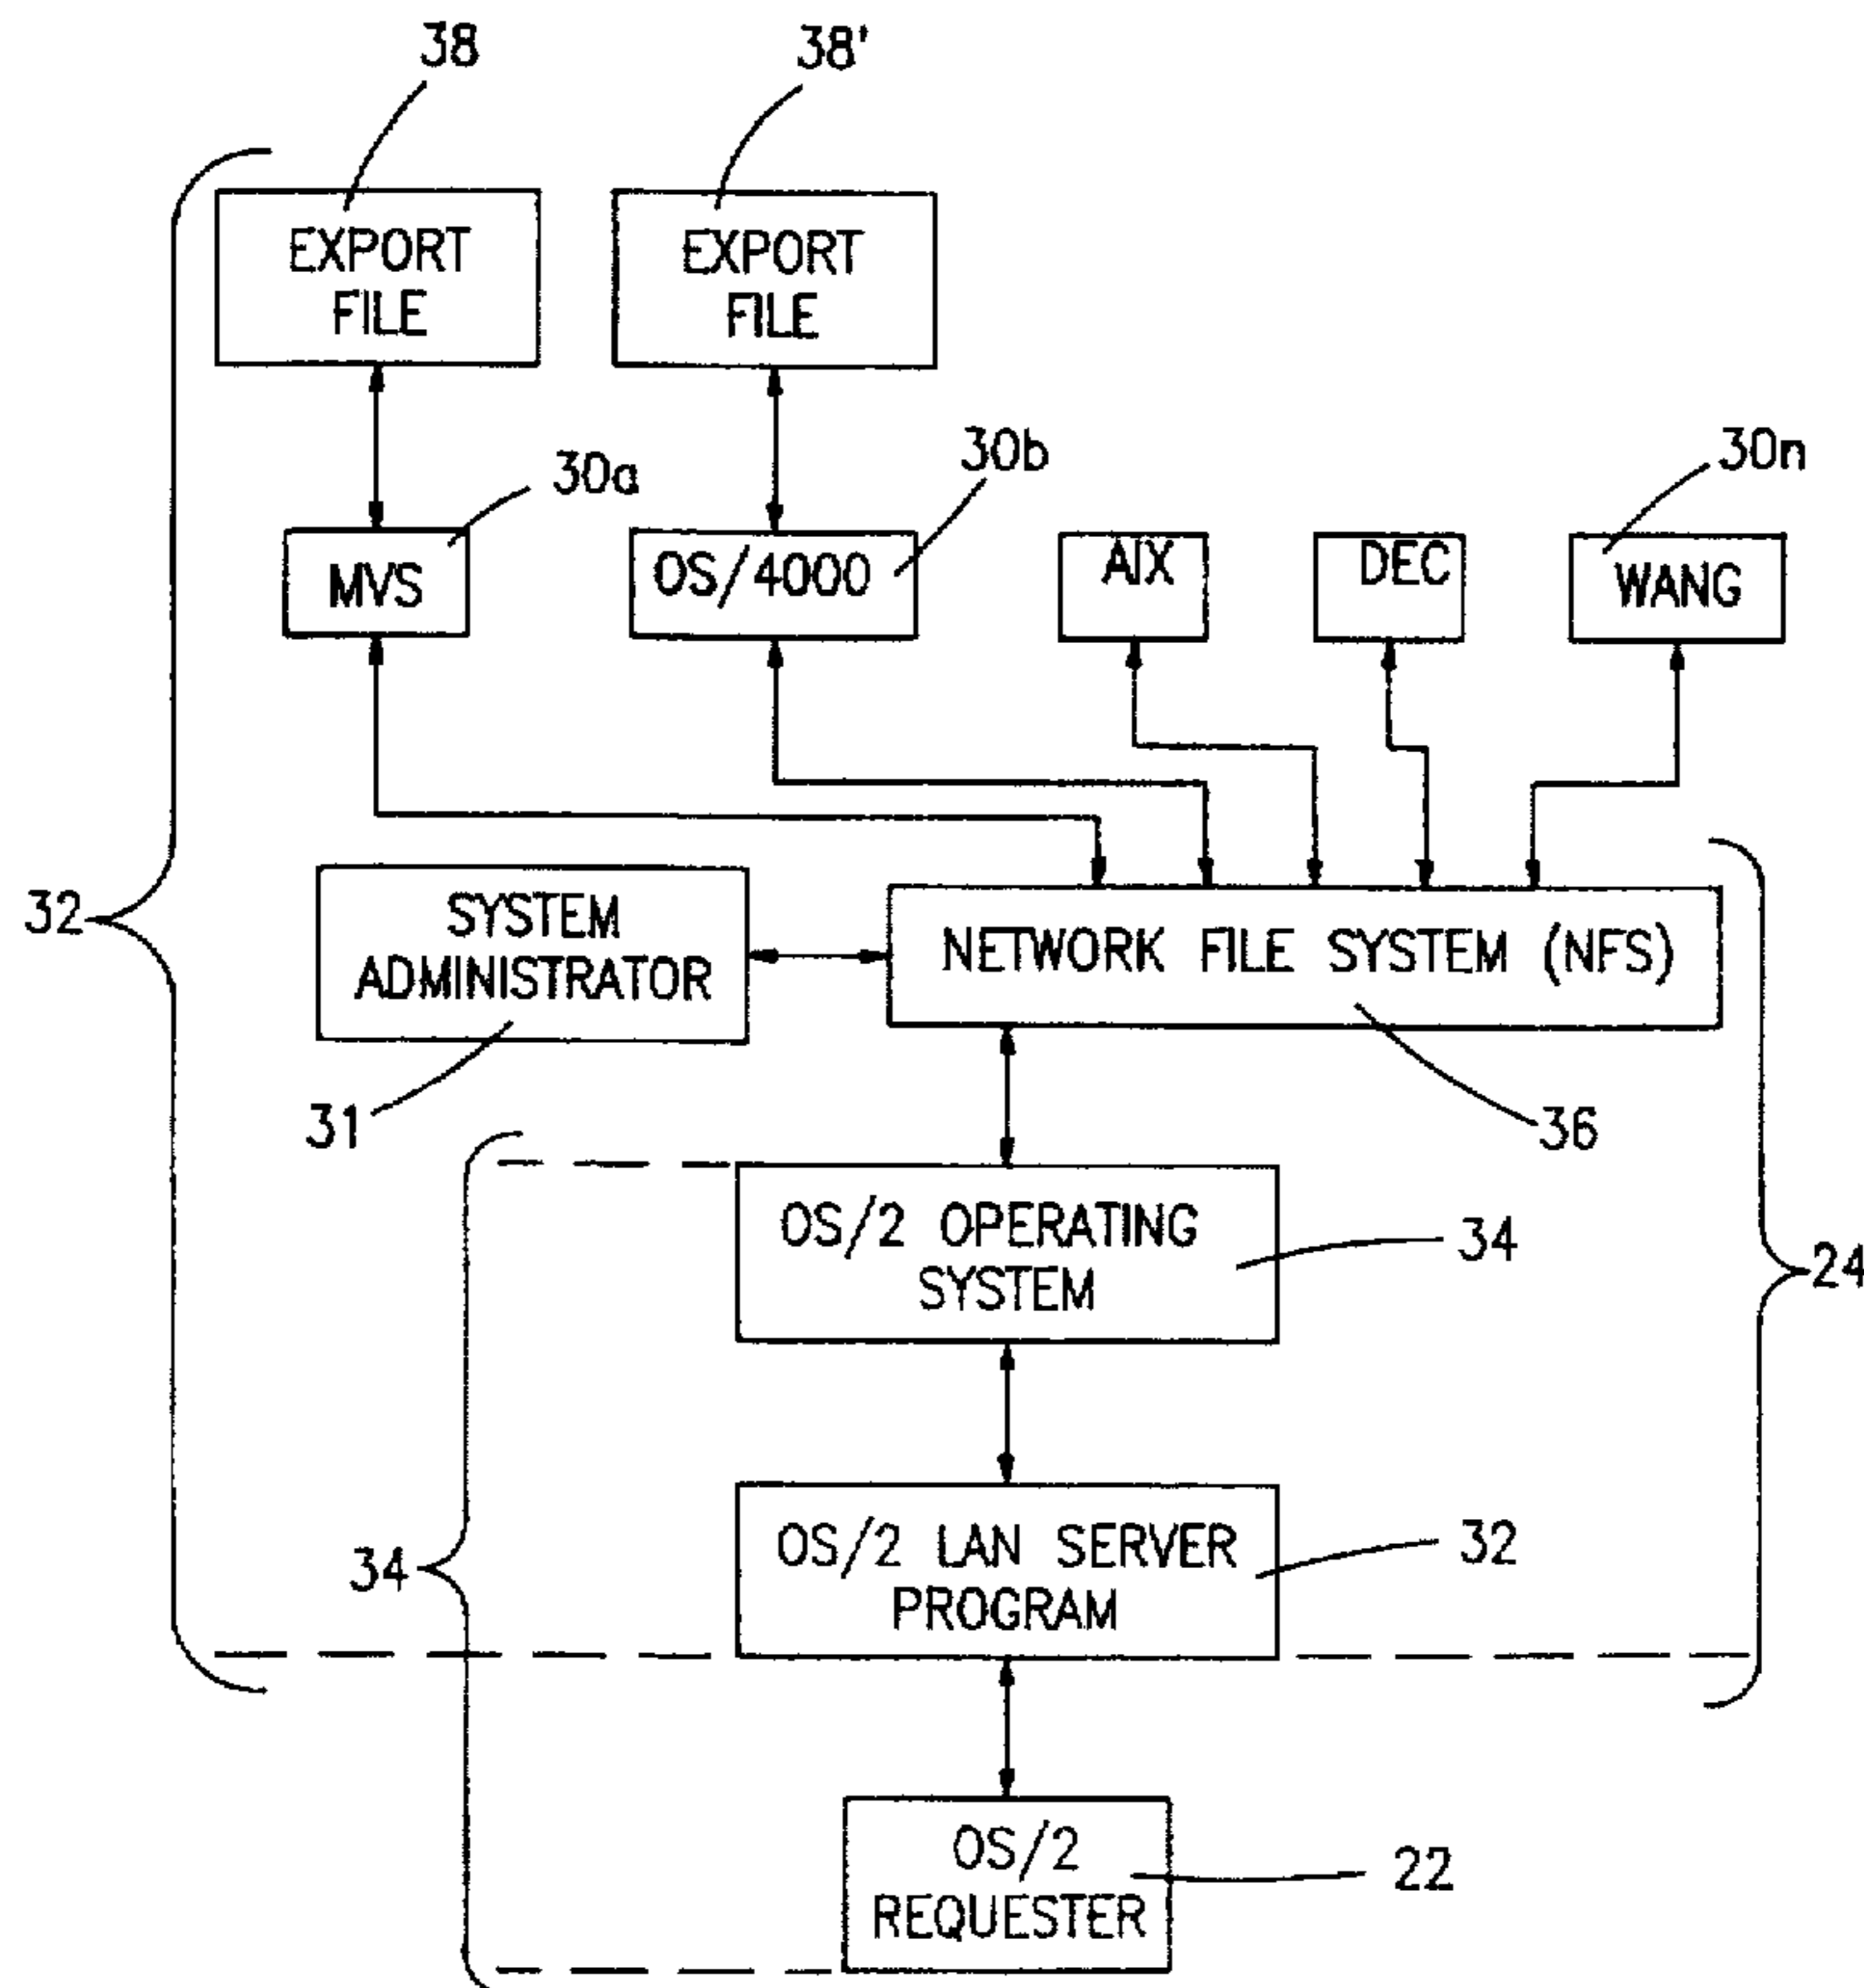 38
38'
EXPORT
FILE
EXPORT
FILE
30a
30b
30n
MVS
OS/4000
AIX
DEC
WANG
32
SYSTEM
ADMINISTRATOR
NETWORK FILE SYSTEM (NFS)
31
36
OS/2 OPERATING
SYSTEM
34
24
OS/2 LAN SERVER
PROGRAM
32
34
OS/2
REQUESTER
22